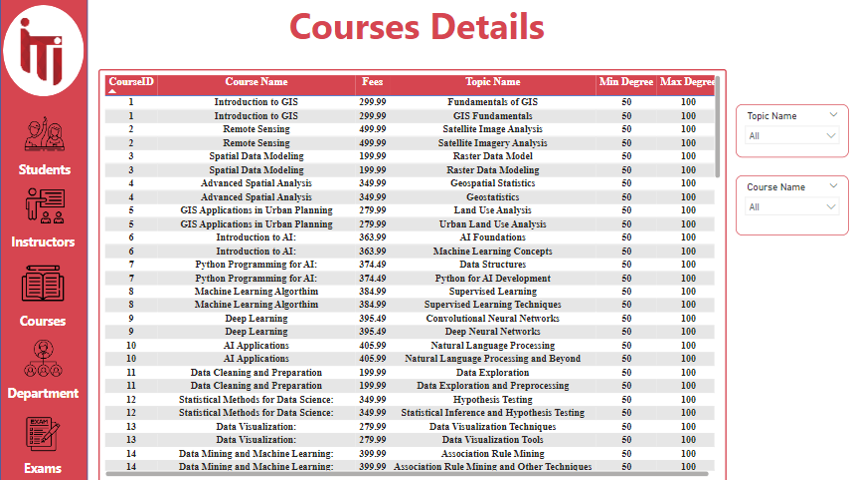 iTi
Courses Details
CourseID Course Name Fees Topic Name Min Degree Max Degree
1 Introduction to GIS 299.99 Fundamentals of GIS 50 100
1 Introduction to GIS 299.99 GIS Fundamentals 50 100
2 Remote Sensing 499.99 Satellite Image Analysis 50 100
2 Remote Sensing 499.99 Satellite Imagery Analysis 50 100
3 Spatial Data Modeling 199.99 Raster Data Model 50 100
3 Spatial Data Modeling 199.99 Raster Data Modeling 50 100
4 Advanced Spatial Analysis 349.99 Geospatial Statistics 50 100
4 Advanced Spatial Analysis 349.99 Geostatistics 50 100
5 GIS Applications in Urban Planning 279.99 Land Use Analysis 50 100
5 GIS Applications in Urban Planning 279.99 Urban Land Use Analysis 50 100
6 Introduction to AI: 363.99 AI Foundations 50 100
6 Introduction to AI: 363.99 Machine Learning Concepts 50 100
7 Python Programming for AI: 374.49 Data Structures 50 100
7 Python Programming for AI: 374.49 Python for AI Development 50 100
8 Machine Learning Algorthim 384.99 Supervised Learning 50 100
8 Machine Learning Algorthim 384.99 Supervised Learning Techniques 50 100
9 Deep Learning 395.49 Convolutional Neural Networks 50 100
9 Deep Learning 395.49 Deep Neural Networks 50 100
10 AI Applications 405.99 Natural Language Processing 50 100
10 AI Applications 405.99 Natural Language Processing and Beyond 50 100
11 Data Cleaning and Preparation 199.99 Data Exploration 50 100
11 Data Cleaning and Preparation 199.99 Data Exploration and Preprocessing 50 100
12 Statistical Methods for Data Science: 349.99 Hypothesis Testing 50 100
12 Statistical Methods for Data Science: 349.99 Statistical Inference and Hypothesis Testing 50 100
13 Data Visualization: 279.99 Data Visualization Techniques 50 100
13 Data Visualization: 279.99 Data Visualization Tools 50 100
14 Data Mining and Machine Learning: 399.99 Association Rule Mining 50 100
14 Data Mining and Machine Learning: 399.99 Association Rule Mining and Other Techniques 50 100
Topic Name
All
Course Name
All
Students
Instructors
Courses
Department
EXAM
Exams